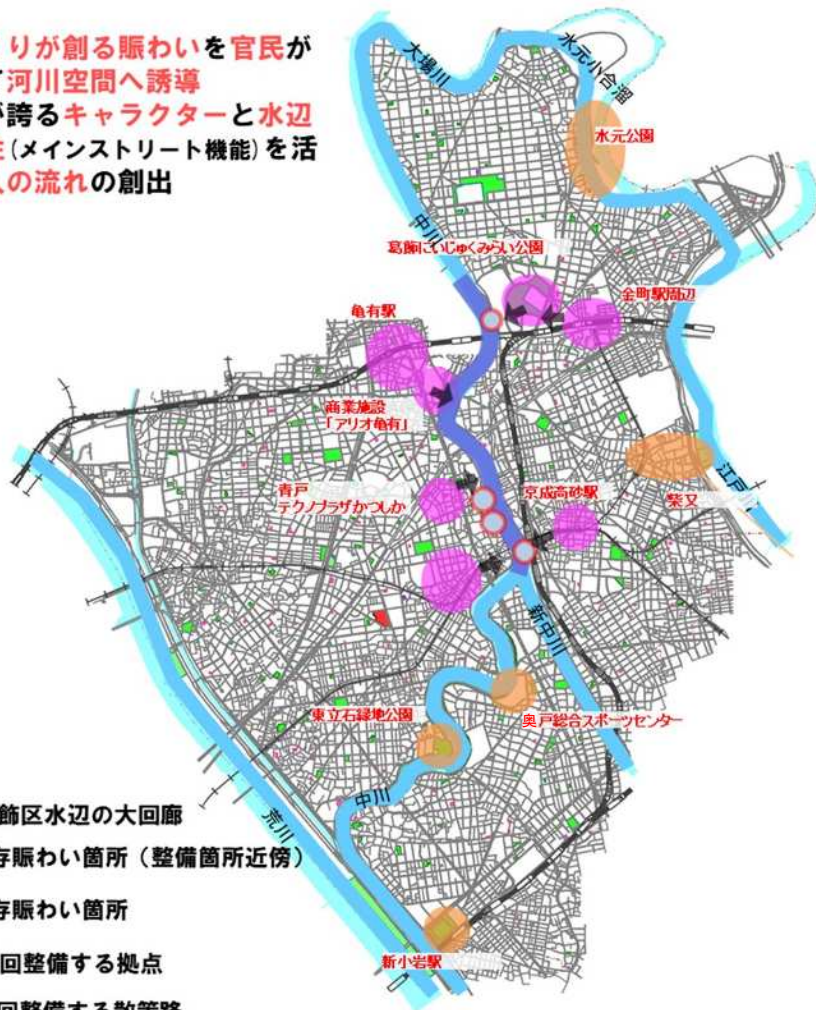 りが創る賑わいを官民が
河川空間へ誘導
が誇るキャラクターと水辺
(メインストリート機能)を活
人の流れの創出
大場川
水元小合溜
水元公園
中川
葛飾にいじゅくみらい公園
金町駅周辺
亀有駅
商業施設
「アリオ亀有」
青戸
テクノプラザかつしか
京成高砂駅
柴又
江戸川
新中川
東立石緑地公園
奥戸総合スポーツセンター
中川
荒川
新小岩駅
飾区水辺の大回廊
存賑わい箇所（整備箇所近傍）
存賑わい箇所
回整備する拠点
回整備する散策路